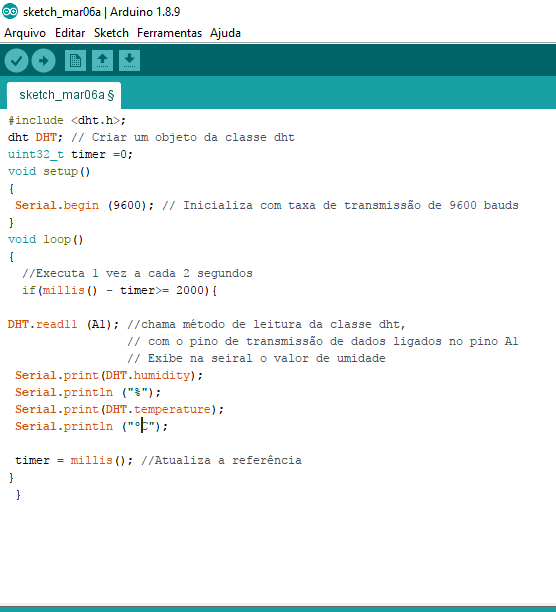 sketch_mar06a | Arduino 1.8.9
Arquivo Editar Sketch Ferramentas Ajuda
sketch_mar06a §
#include <dht.h>;
dht DHT; // Criar um objeto da classe dht
uint32_t timer =0;
void setup()
{
Serial.begin (9600); // Inicializa com taxa de transmissão de 9600 bauds
}
void loop()
{
//Executa 1 vez a cada 2 segundos
if(millis() - timer>= 2000){
DHT.read11 (A1); //chama método de leitura da classe dht,
// com o pino de transmissão de dados ligados no pino A1
// Exibe na seiral o valor de umidade
Serial.print(DHT.humidity);
Serial.println ("%");
Serial.print(DHT.temperature);
Serial.println ("°C");
timer = millis(); //Atualiza a referência
}
}